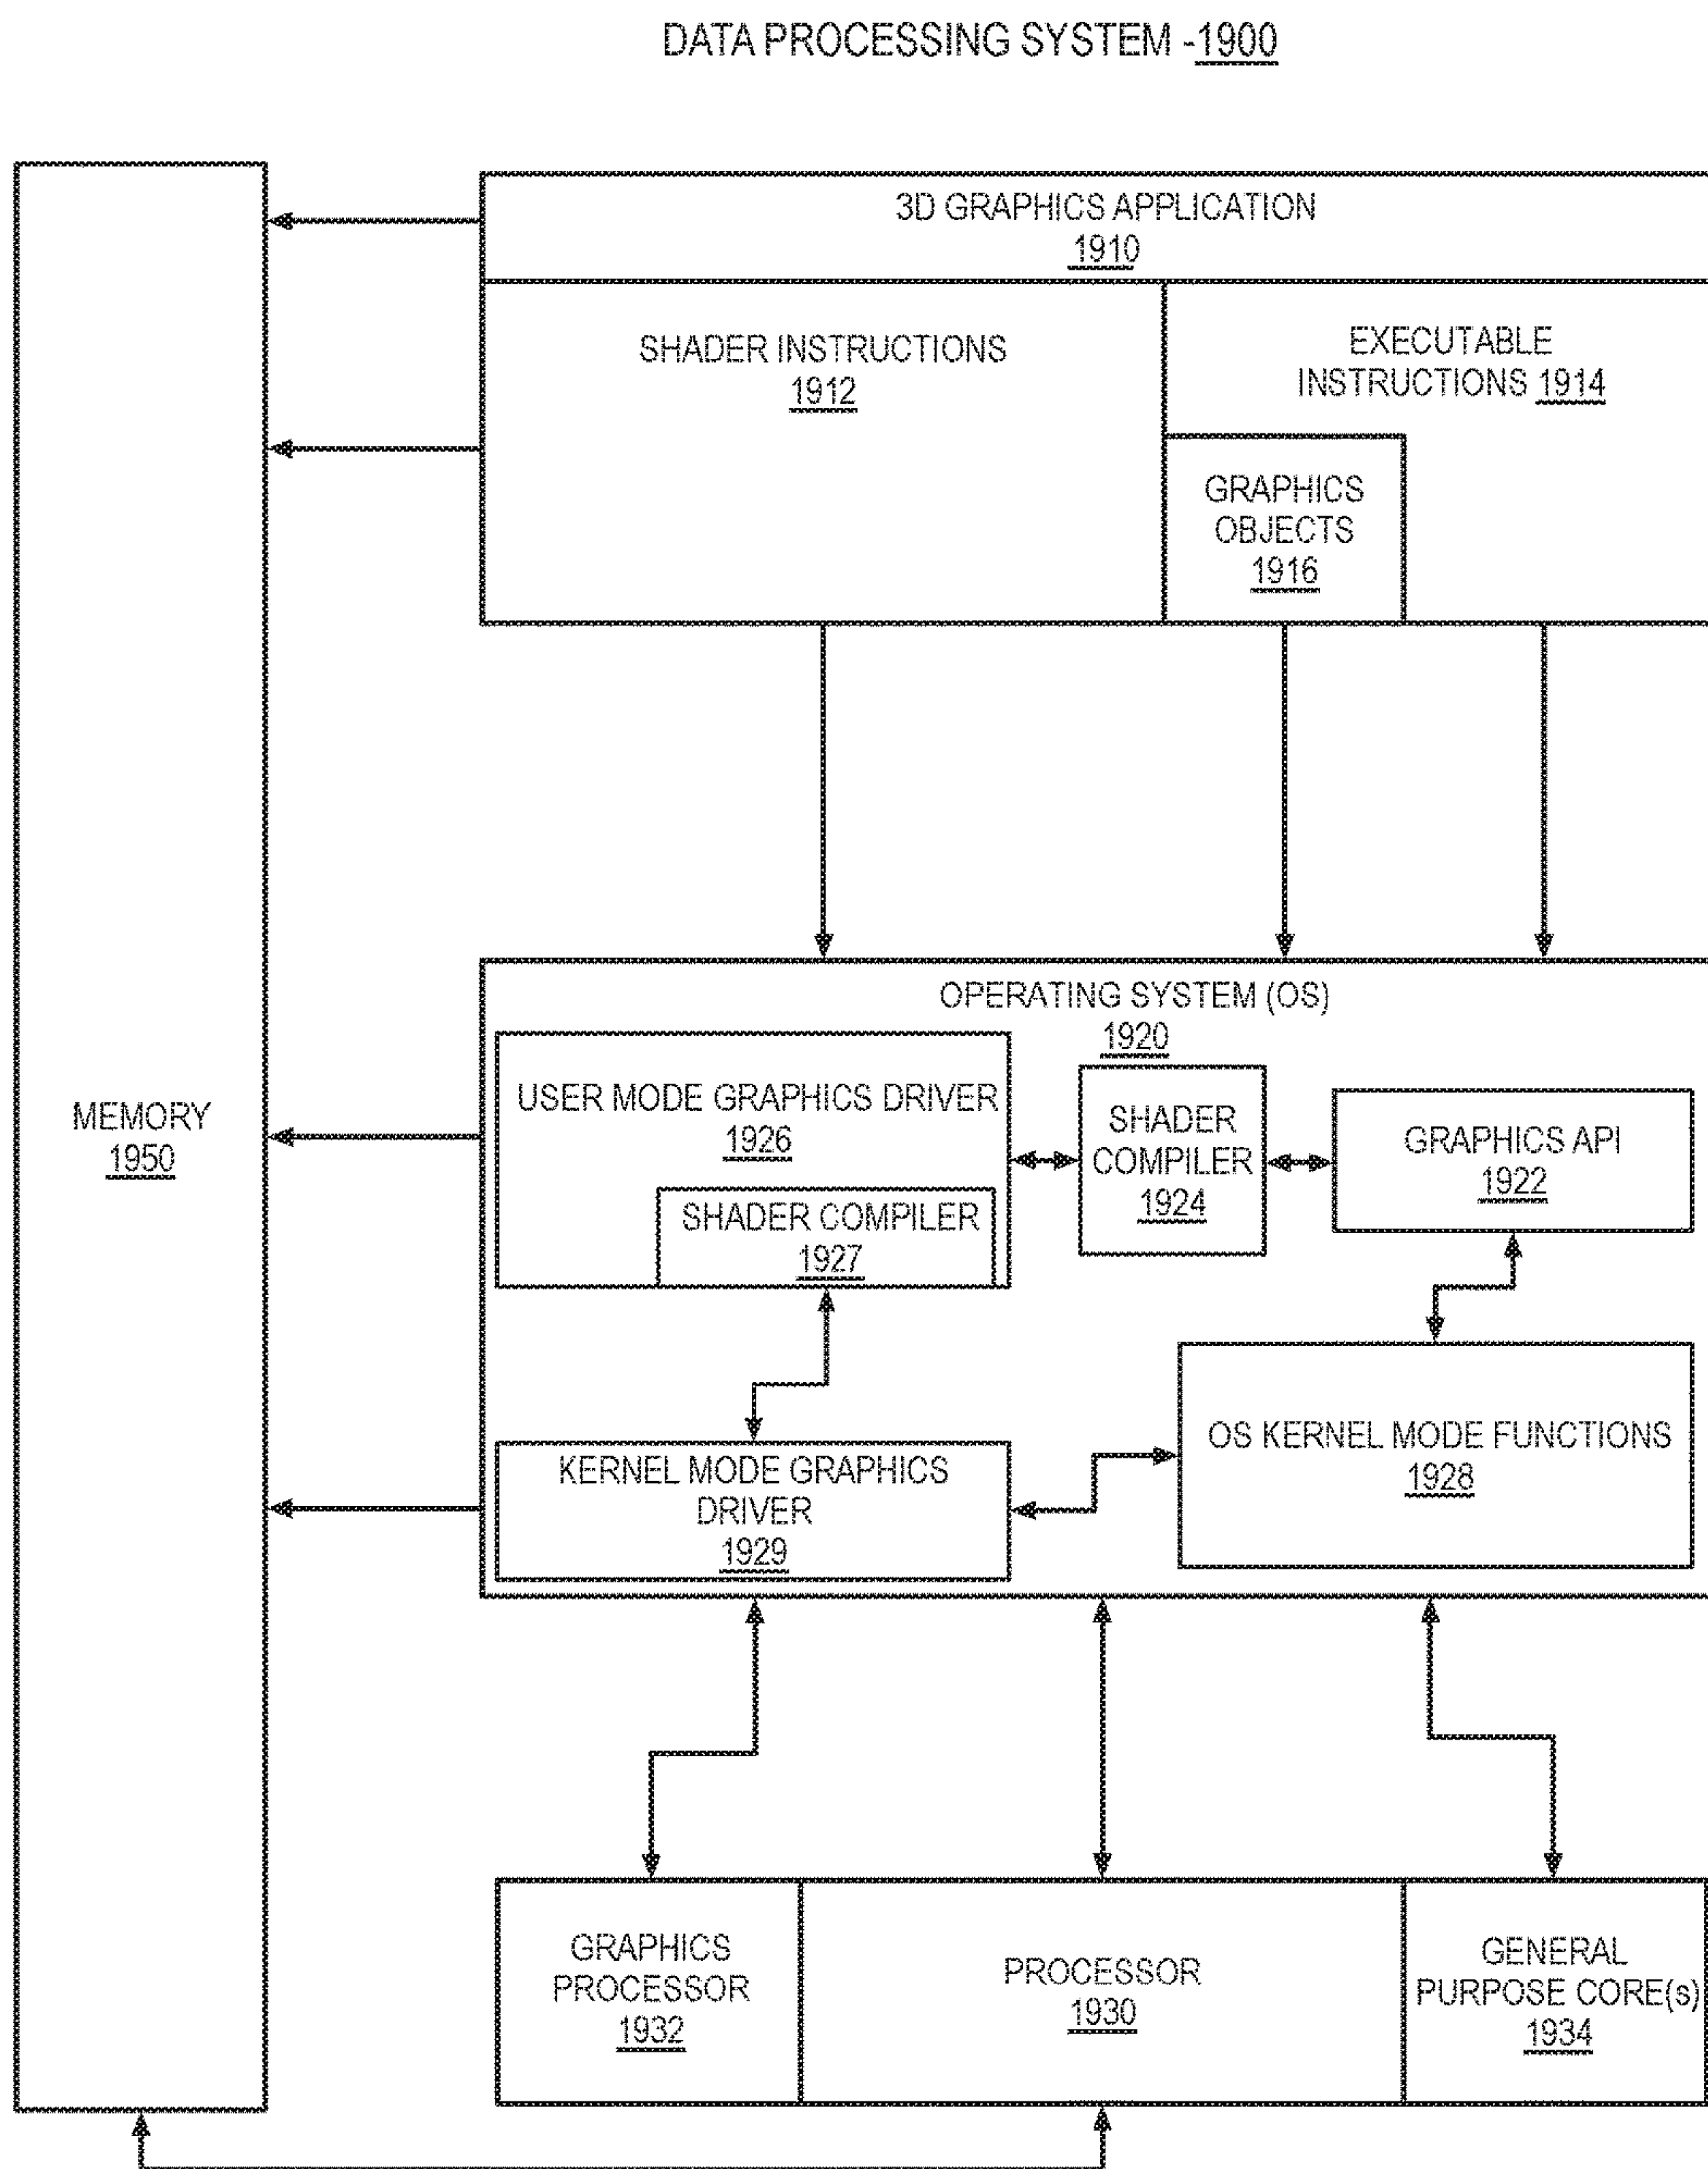 DATA PROCESSING SYSTEM -1900
3D GRAPHICS APPLICATION
1910
SHADER INSTRUCTIONS
1912
EXECUTABLE
INSTRUCTIONS 1914
GRAPHICS
OBJECTS
1916
OPERATING SYSTEM (OS)
1920
USER MODE GRAPHICS DRIVER
1926
SHADER COMPILER
1927
SHADER
COMPILER
1924
GRAPHICS API
1922
MEMORY
1950
KERNEL MODE GRAPHICS
DRIVER
1929
OS KERNEL MODE FUNCTIONS
1928
GRAPHICS
PROCESSOR
1932
PROCESSOR
1930
GENERAL
PURPOSE CORE(s)
1934